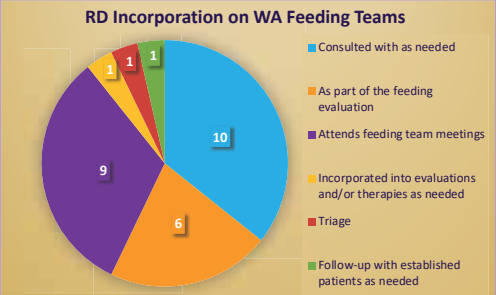 RD Incorporation on WA Feeding Teams
1
1
1
10
9
6
Consulted with as needed
As part of the feeding
evaluation
Attends feeding team meetings
Incorporated into evaluations
and/or therapies as needed
Triage
Follow-up with established
patients as needed